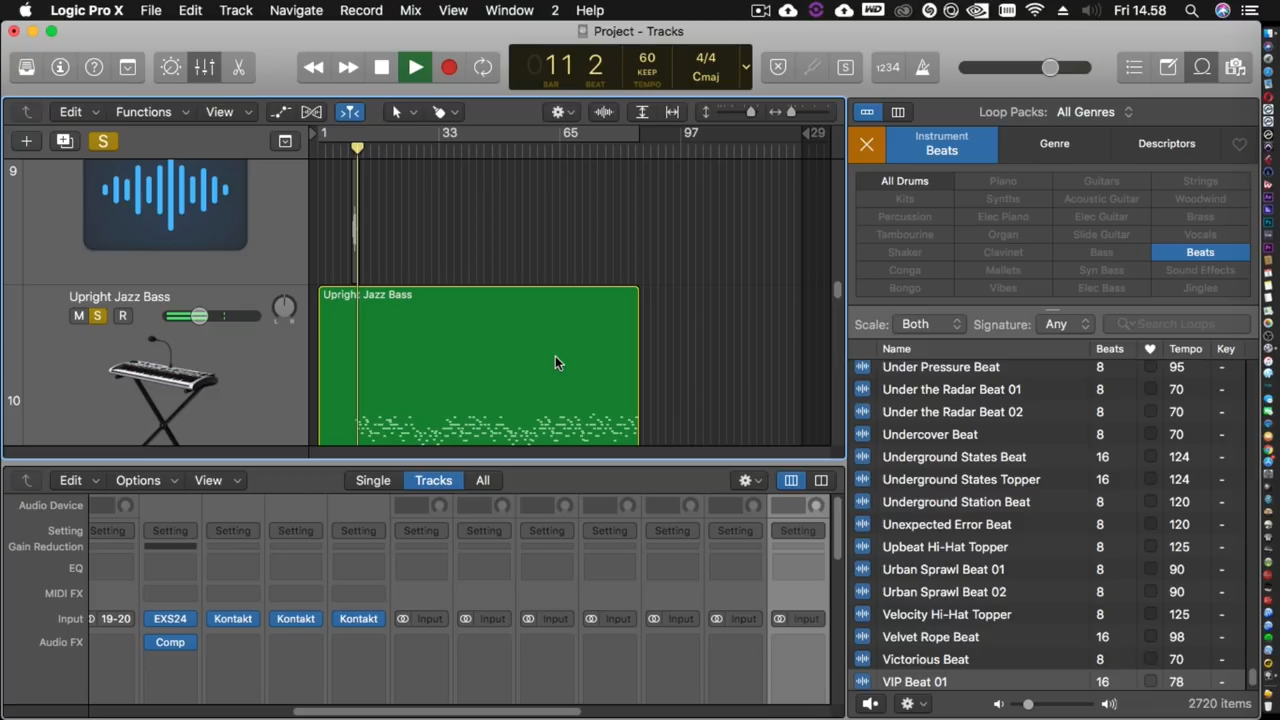 Logic Pro X File Edit Track Navigate Record Mix View Window 2 Help Fri 14.58
Project - Tracks
11 2 60 4/4
KEEP Cmaj
BAR BEAT TEMPO
1234
Edit Functions View
Loop Packs: All Genres
S
1 33 65 97 29
Instrument
Beats
Genre
Descriptors
All Drums Piano Guitars Strings
Kits Synths Acoustic Guitar Woodwind
Percussion Elec Piano Elec Guitar Brass
Tambourine Organ Slide Guitar Vocals
Shaker Clavinet Bass Beats
Conga Mallets Syn Bass Sound Effects
Bongo Vibes Elec Bass Jingles
9
Upright Jazz Bass
M S R
L R
10
Upright Jazz Bass
Scale: Both Signature: Any Search Loops
Name Beats Tempo Key
Under Pressure Beat 8 95 -
Under the Radar Beat 01 8 70 -
Under the Radar Beat 02 8 70 -
Undercover Beat 8 70 -
Underground States Beat 16 124 -
Underground States Topper 16 124 -
Underground Station Beat 8 120 -
Unexpected Error Beat 8 120 -
Upbeat Hi-Hat Topper 8 125 -
Urban Sprawl Beat 01 8 90 -
Urban Sprawl Beat 02 8 90 -
Velocity Hi-Hat Topper 8 125 -
Velvet Rope Beat 16 98 -
Victorious Beat 8 70 -
VIP Beat 01 16 78 -
2720 items
Edit Options View Single Tracks All
Audio Device
Setting Setting Setting Setting Setting Setting Setting Setting Setting Setting Setting Setting Setting
Gain Reduction
EQ
MIDI FX
Input 19-20 EXS24 Kontakt Kontakt Kontakt Input Input Input Input Input Input Input
Audio FX Comp